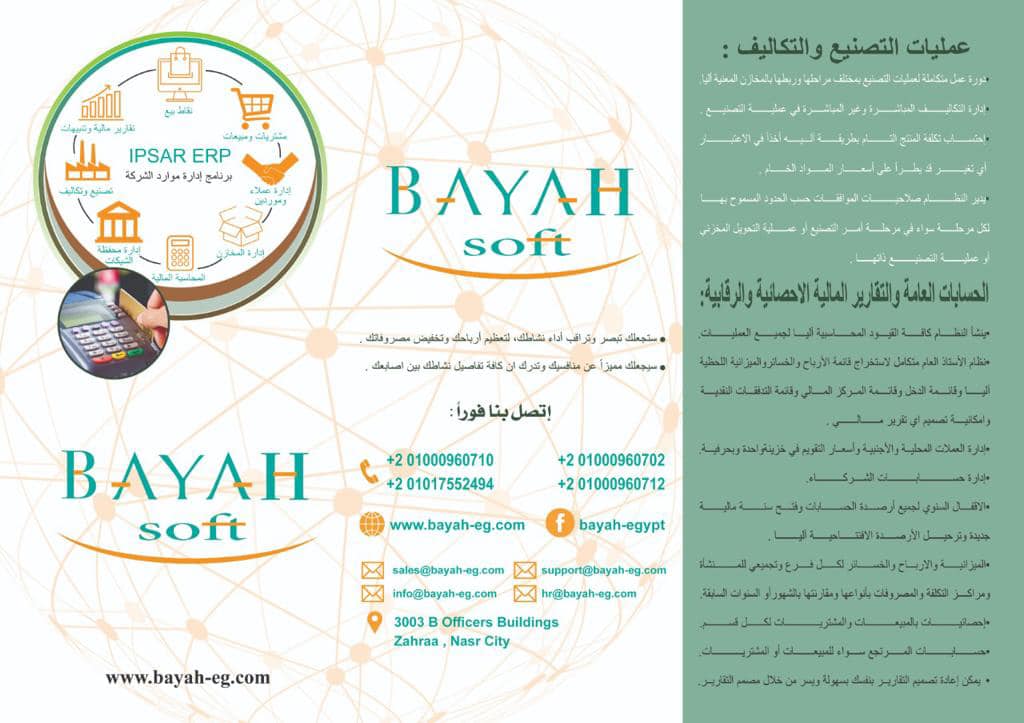 عمليات التصنيع والتكاليف :
•دورة عمل متكاملة لعمليات التصنيع بمختلف مراحلها وربطها بالمخازن المعنية آليا.
•إدارة التكاليف المباشرة وغير المباشرة في عملية التصنيع .
•إحتساب تكلفة المنتج التام بطريقة آلية أخذاً في الاعتبار
أي تغيير قد يطرأ على أسعار المواد الخام .
•يدير النظام صلاحيات الموافقات حسب الحدود المسموح بها
لكل مرحلة سواء في مرحلة أمر التصنيع أو عملية التحويل المخزني
أو عملية التصنيع ذاتها .
الحسابات العامة والتقارير المالية الاحصائية والرقابية:
•ينشأ النظام كافة القيود المحاسبية أليا لجميع العمليات.
•نظام الأستاذ العام متكامل لاستخراج قائمة الأرباح والخسائروالميزانية اللحظية
أليا وقائمة الدخل وقائمة المركز المالي وقائمة التدفقات النقدية
وامكانية تصميم اي تقرير مالي .
•إدارة العملات المحلية والأجنبية وأسعار التقويم في خزينةواحدة وبحرفية.
•إدارة حسابات الشركاء.
•الاقفال السنوي لجميع أرصدة الحسابات وفتح سنة مالية
جديدة وترحيل الأرصدة الافتتاحية أليا .
•الميزانية والارباح والخسائر لكل فرع وتجميعي للمنشأة
ومراكز التكلفة والمصروفات بأنواعها ومقارنتها بالشهورأو السنوات السابقة.
•إحصائيات بالمبيعات والمشتريات لكل قسم.
•حسابات المرتجع سواء للمبيعات أو المشتريات.
• يمكن إعادة تصميم التقارير بنفسك بسهولة ويسر من خلال مصمم التقارير.
نقاط بيع
مشتريات ومبيعات
تقارير مالية وتنبيهات
IPSAR ERP
برنامج إدارة موارد الشركة
إدارة عملاء
وموردين
تصنيع وتكاليف
إدارة المخازن
إدارة محفظة
الشيكات
المحاسبة المالية
BAYAH
soft
• ستجعلك تبصر وتراقب أداء نشاطك، لتعظيم أرباحك وتخفيض مصروفاتك .
• سيجعلك مميزاً عن منافسيك وتدرك ان كافة تفاصيل نشاطك بين اصابعك .
إتصل بنا فوراً :
+2 01000960710
+2 01000960702
+2 01017552494
+2 01000960712
www.bayah-eg.com
bayah-egypt
sales@bayah-eg.com
support@bayah-eg.com
info@bayah-eg.com
hr@bayah-eg.com
3003 B Officers Buildings
Zahraa , Nasr City
BAYAH
soft
www.bayah-eg.com